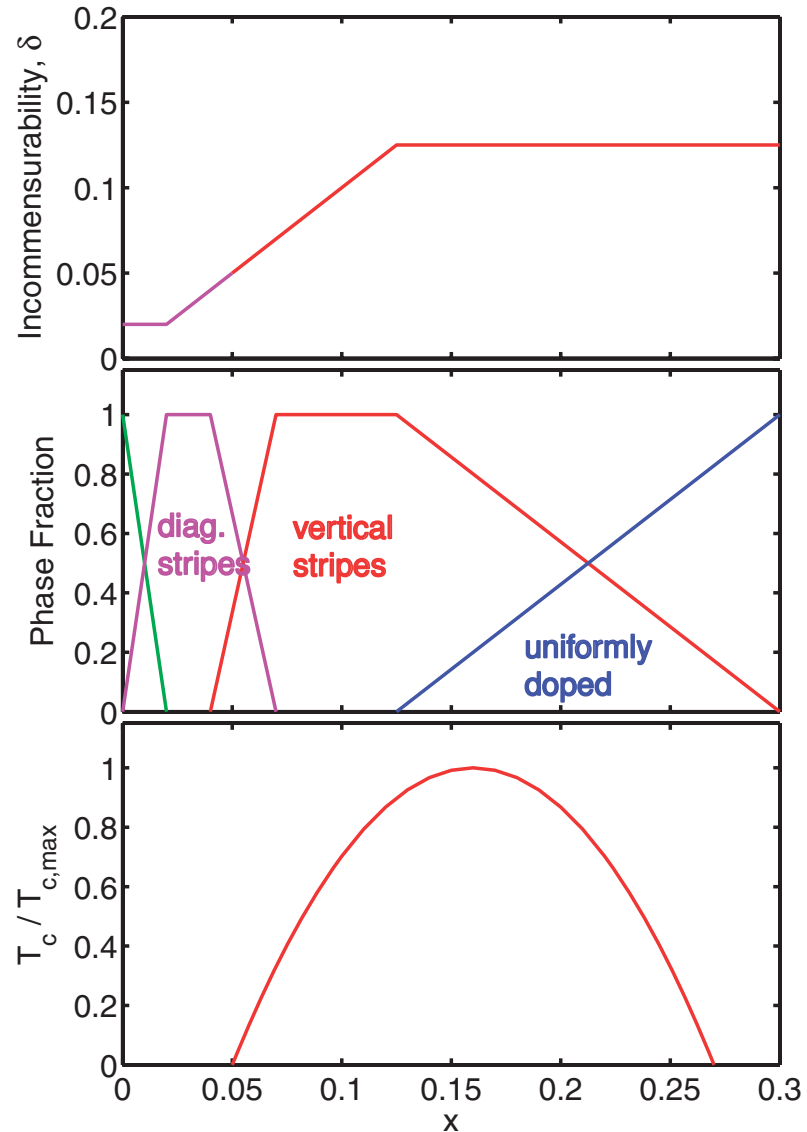 Incommensurability, δ
0.2
0.15
0.1
0.05
0
Phase Fraction
1
0.8
0.6
0.4
0.2
0
diag.
stripes
vertical
stripes
uniformly
doped
T_c / T_c,max
1
0.8
0.6
0.4
0.2
0
0 0.05 0.1 0.15 0.2 0.25 0.3
x